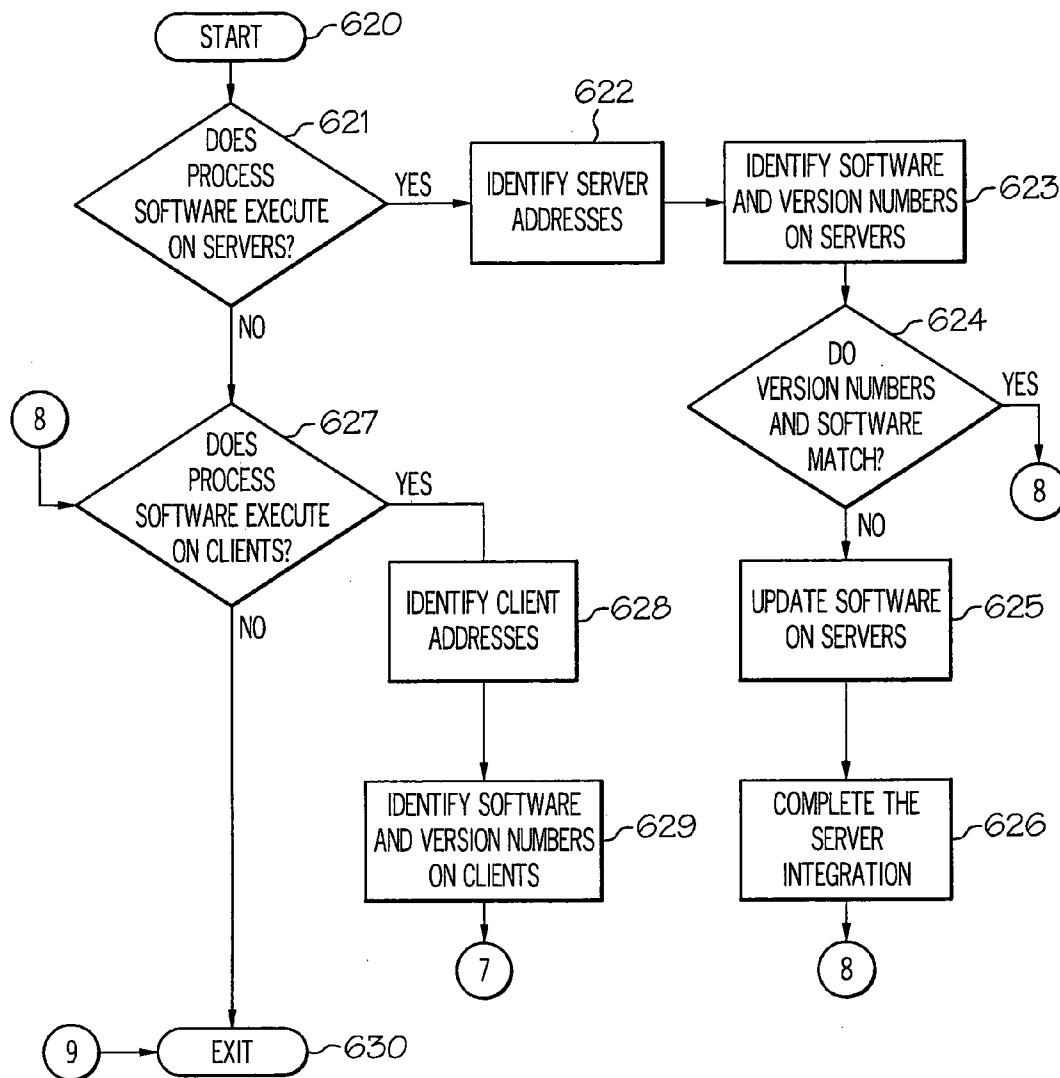 START
620
DOES
PROCESS
SOFTWARE EXECUTE
ON SERVERS?
621
YES
NO
622
IDENTIFY SERVER
ADDRESSES
IDENTIFY SOFTWARE
AND VERSION NUMBERS
ON SERVERS
623
DO
VERSION NUMBERS
AND SOFTWARE
MATCH?
624
YES
8
NO
8
DOES
PROCESS
SOFTWARE EXECUTE
ON CLIENTS?
627
YES
NO
IDENTIFY CLIENT
ADDRESSES
628
UPDATE SOFTWARE
ON SERVERS
625
IDENTIFY SOFTWARE
AND VERSION NUMBERS
ON CLIENTS
629
COMPLETE THE
SERVER
INTEGRATION
626
7
8
9
EXIT
630